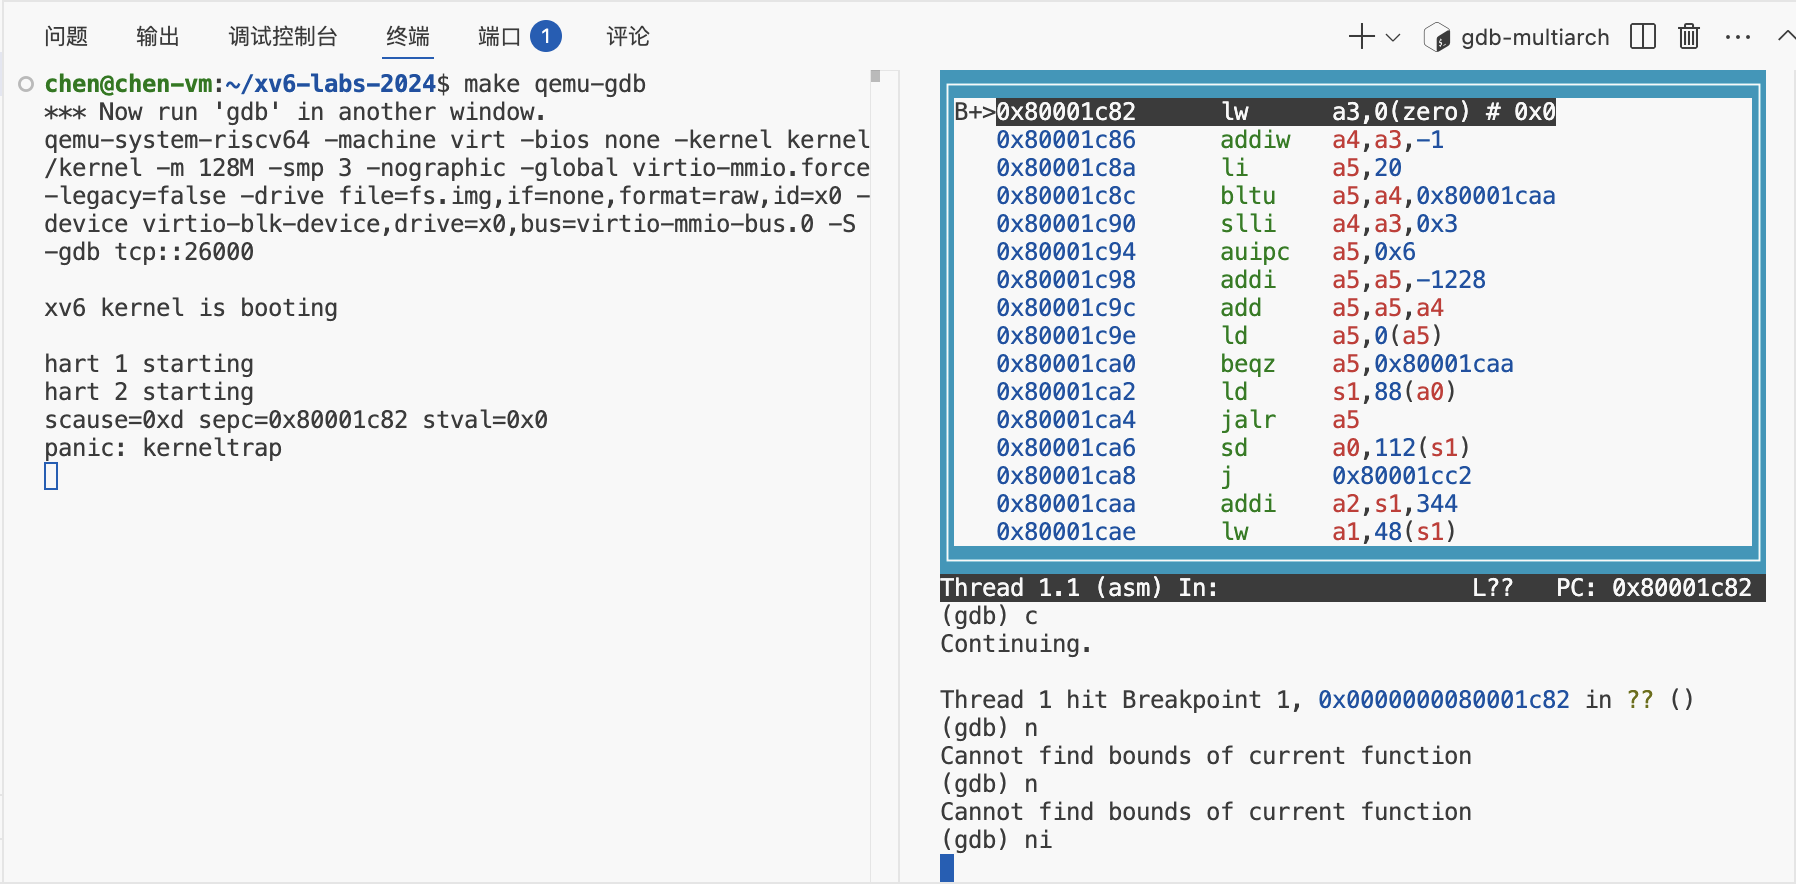 问题 输出 调试控制台 终端 端口 1 评论 gdb-multiarch
chen@chen-vm:~/xv6-labs-2024$ make qemu-gdb
*** Now run 'gdb' in another window.
qemu-system-riscv64 -machine virt -bios none -kernel kernel
/kernel -m 128M -smp 3 -nographic -global virtio-mmio.force
-legacy=false -drive file=fs.img,if=none,format=raw,id=x0 -
device virtio-blk-device,drive=x0,bus=virtio-mmio-bus.0 -S
-gdb tcp::26000
xv6 kernel is booting
hart 1 starting
hart 2 starting
scause=0xd sepc=0x80001c82 stval=0x0
panic: kerneltrap
B+>0x80001c82 lw a3,0(zero) # 0x0
0x80001c86 addiw a4,a3,-1
0x80001c8a li a5,20
0x80001c8c bltu a5,a4,0x80001caa
0x80001c90 slli a4,a3,0x3
0x80001c94 auipc a5,0x6
0x80001c98 addi a5,a5,-1228
0x80001c9c add a5,a5,a4
0x80001c9e ld a5,0(a5)
0x80001ca0 beqz a5,0x80001caa
0x80001ca2 ld s1,88(a0)
0x80001ca4 jalr a5
0x80001ca6 sd a0,112(s1)
0x80001ca8 j 0x80001cc2
0x80001caa addi a2,s1,344
0x80001cae lw a1,48(s1)
Thread 1.1 (asm) In: L?? PC: 0x80001c82
(gdb) c
Continuing.
Thread 1 hit Breakpoint 1, 0x0000000080001c82 in ?? ()
(gdb) n
Cannot find bounds of current function
(gdb) n
Cannot find bounds of current function
(gdb) ni